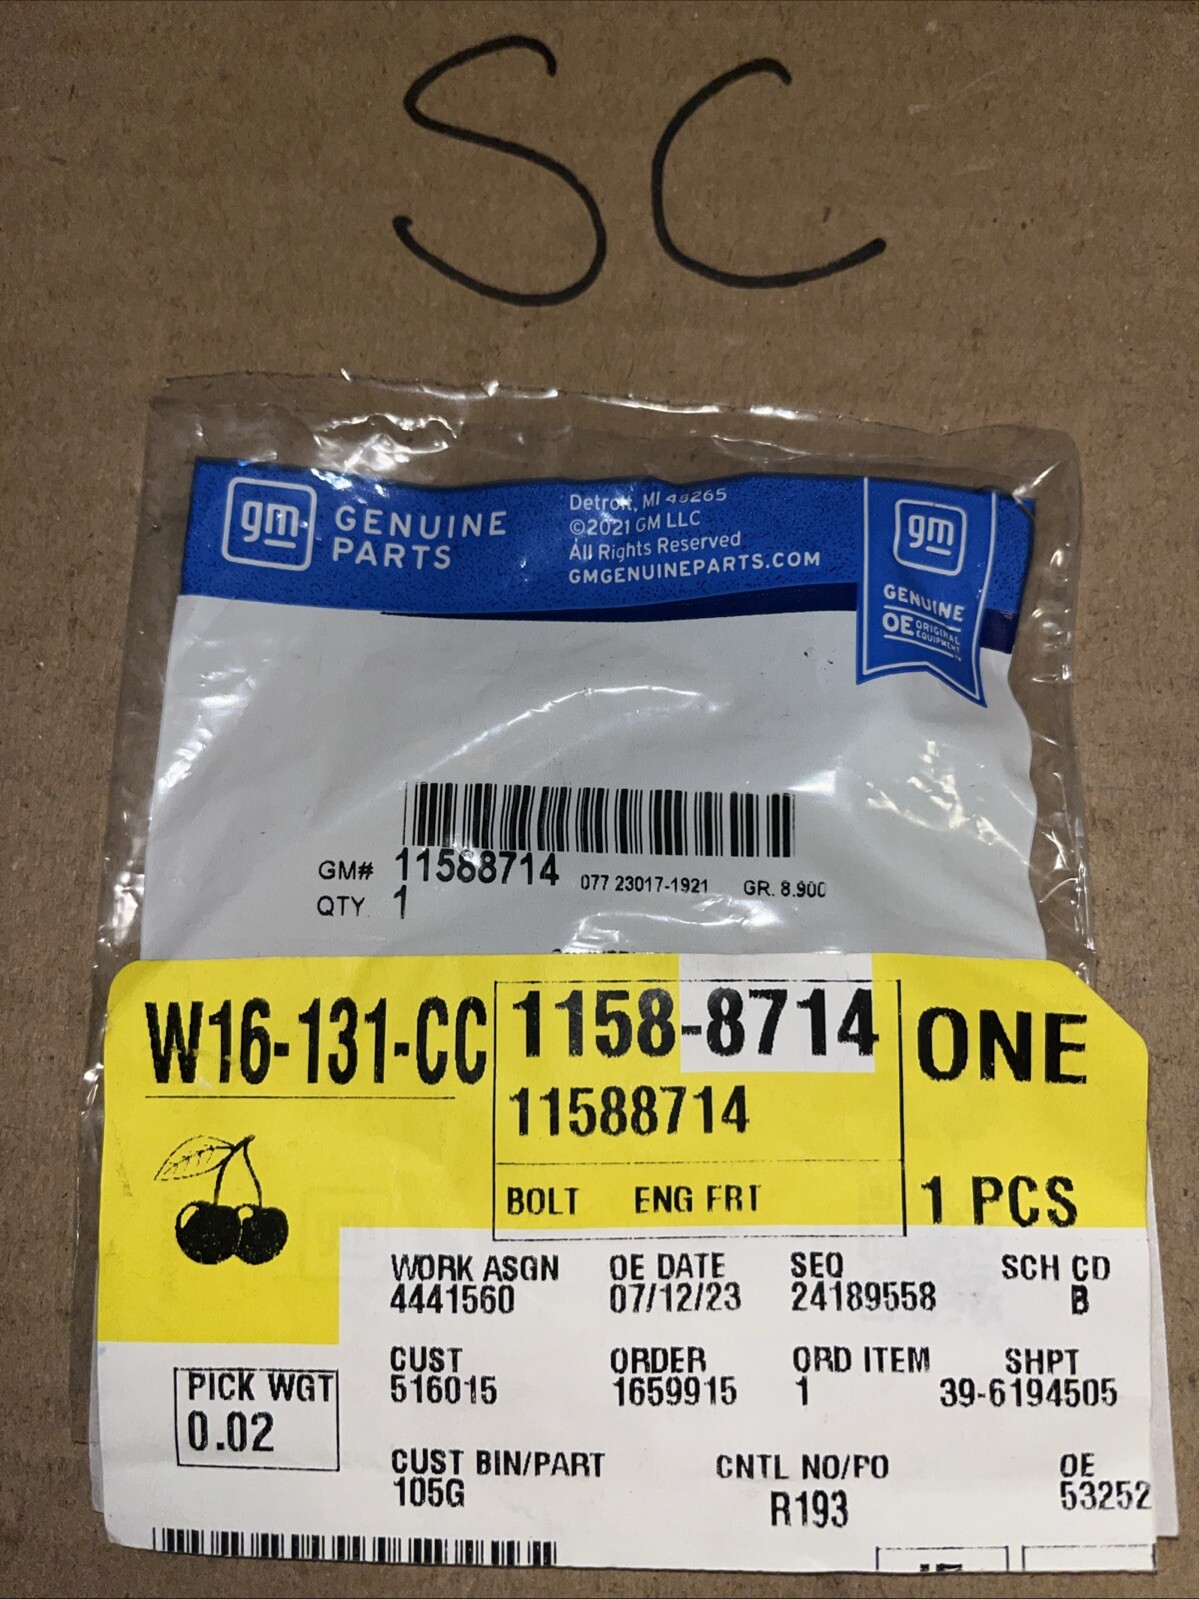 SC
gm GENUINE PARTS
Detroit, MI 48265
©2021 GM LLC
All Rights Reserved
GMGENUINEPARTS.COM
gm
GENUINE
OE ORIGINAL EQUIPMENT
GM# 11588714 077 23017-1921 GR. 8.900
QTY 1
W16-131-CC 1158-8714 ONE
11588714
BOLT ENG FRT 1 PCS
WORK ASGN OE DATE SEQ SCH CD
4441560 07/12/23 24189558 B
CUST ORDER ORD ITEM SHPT
516015 1659915 1 39-6194505
PICK WGT
0.02
CUST BIN/PART CNTL NO/PO OE
105G R193 53252